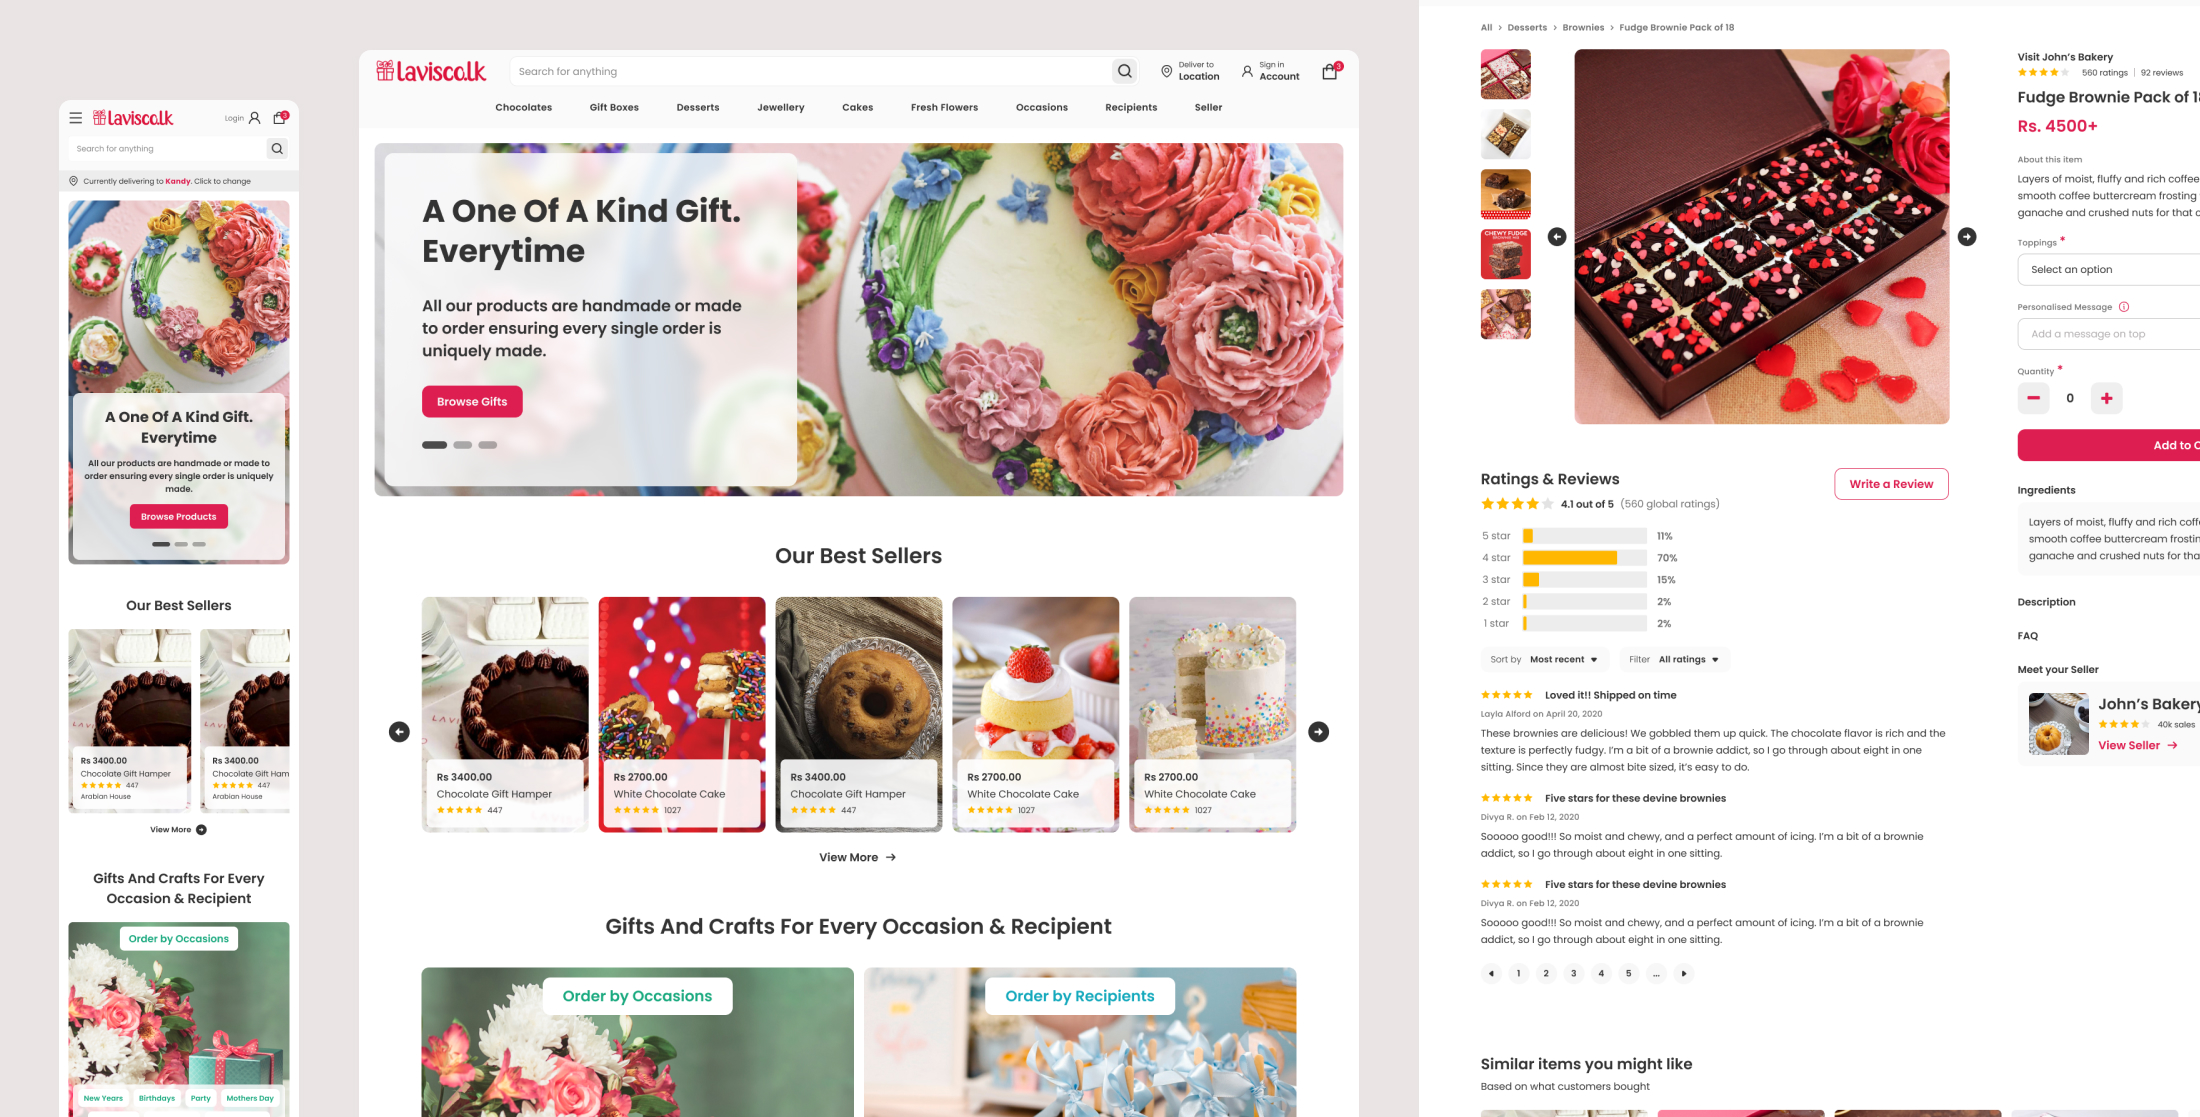 Lavisco.lk
Login
3
Search for anything
Currently delivering to Kandy. Click to change
A One Of A Kind Gift.
Everytime
All our products are handmade or made to
order ensuring every single order is uniquely
made.
Browse Products
Our Best Sellers
Rs 3400.00
Chocolate Gift Hamper
447
Arabian House
Rs 3400.00
Chocolate Gift Ham
447
Arabian House
View More
Gifts And Crafts For Every
Occasion & Recipient
Order by Occasions
New Years
Birthdays
Party
Mothers Day
Lavisco.lk
Search for anything
Deliver to
Location
Sign in
Account
3
Chocolates
Gift Boxes
Desserts
Jewellery
Cakes
Fresh Flowers
Occasions
Recipients
Seller
A One Of A Kind Gift.
Everytime
All our products are handmade or made
to order ensuring every single order is
uniquely made.
Browse Gifts
Our Best Sellers
Rs 3400.00
Chocolate Gift Hamper
447
Rs 2700.00
White Chocolate Cake
1027
Rs 3400.00
Chocolate Gift Hamper
447
Rs 2700.00
White Chocolate Cake
1027
Rs 2700.00
White Chocolate Cake
1027
View More
Gifts And Crafts For Every Occasion & Recipient
Order by Occasions
Order by Recipients
All > Desserts > Brownies > Fudge Brownie Pack of 18
CHEWY FUDGE
Ratings & Reviews
Write a Review
4.1 out of 5 (560 global ratings)
5 star 11%
4 star 70%
3 star 15%
2 star 2%
1 star 2%
Sort by Most recent
Filter All ratings
Loved it!! Shipped on time
Layla Alford on April 20, 2020
These brownies are delicious! We gobbled them up quick. The chocolate flavor is rich and the
texture is perfectly fudgy. I'm a bit of a brownie addict, so I go through about eight in one
sitting. Since they are almost bite sized, it's easy to do.
Five stars for these devine brownies
Divya R. on Feb 12, 2020
Sooooo good!!! So moist and chewy, and a perfect amount of icing. I'm a bit of a brownie
addict, so I go through about eight in one sitting.
Five stars for these devine brownies
Divya R. on Feb 12, 2020
Sooooo good!!! So moist and chewy, and a perfect amount of icing. I'm a bit of a brownie
addict, so I go through about eight in one sitting.
1 2 3 4 5 ...
Similar items you might like
Based on what customers bought
Visit John's Bakery
560 ratings | 92 reviews
Fudge Brownie Pack of 18
Rs. 4500+
About this item
Layers of moist, fluffy and rich coffee
smooth coffee buttercream frosting
ganache and crushed nuts for that
Toppings *
Select an option
Personalised Message
Add a message on top
Quantity *
0
Add to
Ingredients
Layers of moist, fluffy and rich coff
smooth coffee buttercream frostin
ganache and crushed nuts for tha
Description
FAQ
Meet your Seller
John's Bakery
40k sales
View Seller